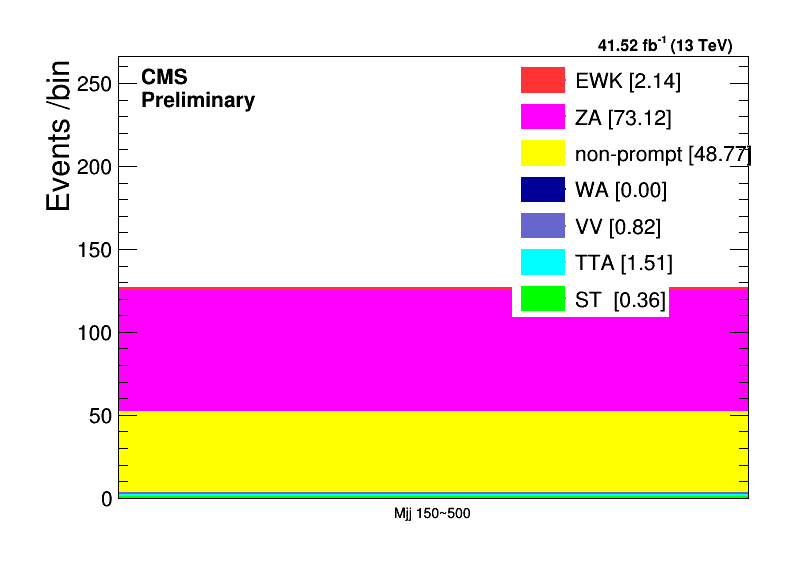 41.52 fb⁻¹ (13 TeV)
CMS
Preliminary
Events /bin
250
200
150
100
50
0
EWK [2.14]
ZA [73.12]
non-prompt [48.77]
WA [0.00]
VV [0.82]
TTA [1.51]
ST [0.36]
Mjj 150~500